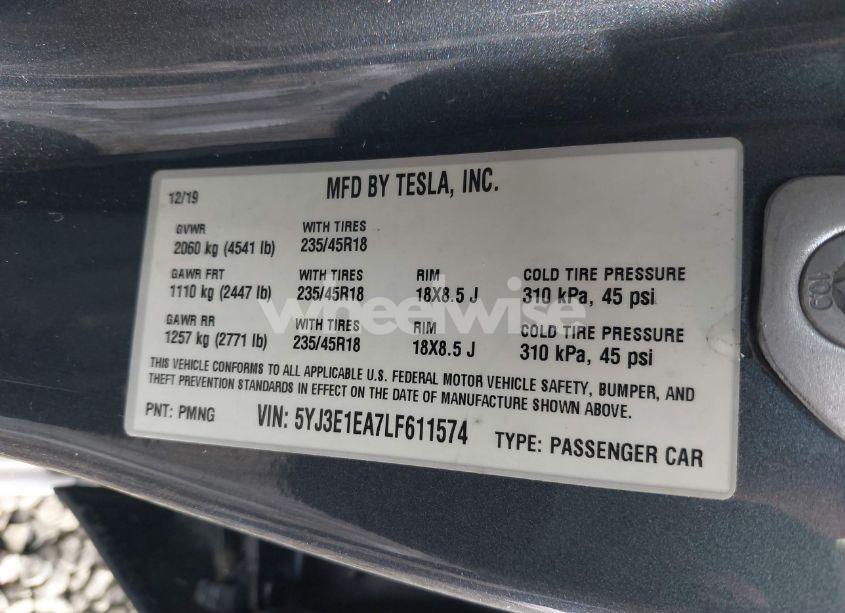 MFD BY TESLA, INC.
12/19
GVWR WITH TIRES
2060 kg (4541 lb) 235/45R18
GAWR FRT WITH TIRES RIM COLD TIRE PRESSURE
1110 kg (2447 lb) 235/45R18 18X8.5 J 310 kPa, 45 psi
GAWR RR WITH TIRES RIM COLD TIRE PRESSURE
1257 kg (2771 lb) 235/45R18 18X8.5 J 310 kPa, 45 psi
THIS VEHICLE CONFORMS TO ALL APPLICABLE U.S. FEDERAL MOTOR VEHICLE SAFETY, BUMPER, AND
THEFT PREVENTION STANDARDS IN EFFECT ON THE DATE OF MANUFACTURE SHOWN ABOVE.
PNT: PMNG VIN: 5YJ3E1EA7LF611574 TYPE: PASSENGER CAR
wheelwise
109